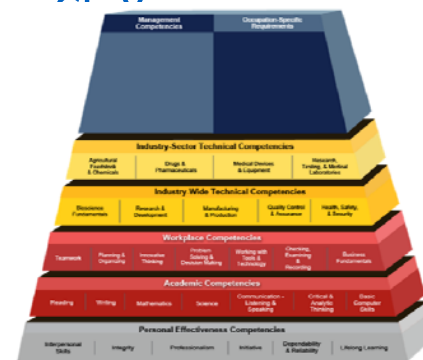 Management
Competencies
Occupation-Specific
Requirements
Industry-Sector Technical Competencies
Agricultural
Feedstock
& Chemicals
Drugs &
Pharmaceuticals
Medical Devices
& Equipment
Research,
Testing, & Medical
Laboratories
Industry Wide Technical Competencies
Bioscience
Fundamentals
Research &
Development
Manufacturing
& Production
Quality Control
& Assurance
Health, Safety,
& Security
Workplace Competencies
Teamwork
Planning &
Organizing
Innovative
Thinking
Problem
Solving &
Decision Making
Working with
Tools &
Technology
Checking,
Examining
&
Recording
Business
Fundamentals
Academic Competencies
Reading
Writing
Mathematics
Science
Communication -
Listening &
Speaking
Critical &
Analytic
Thinking
Basic
Computer
Skills
Personal Effectiveness Competencies
Interpersonal
Skills
Integrity
Professionalism
Initiative
Dependability
& Reliability
Lifelong Learning